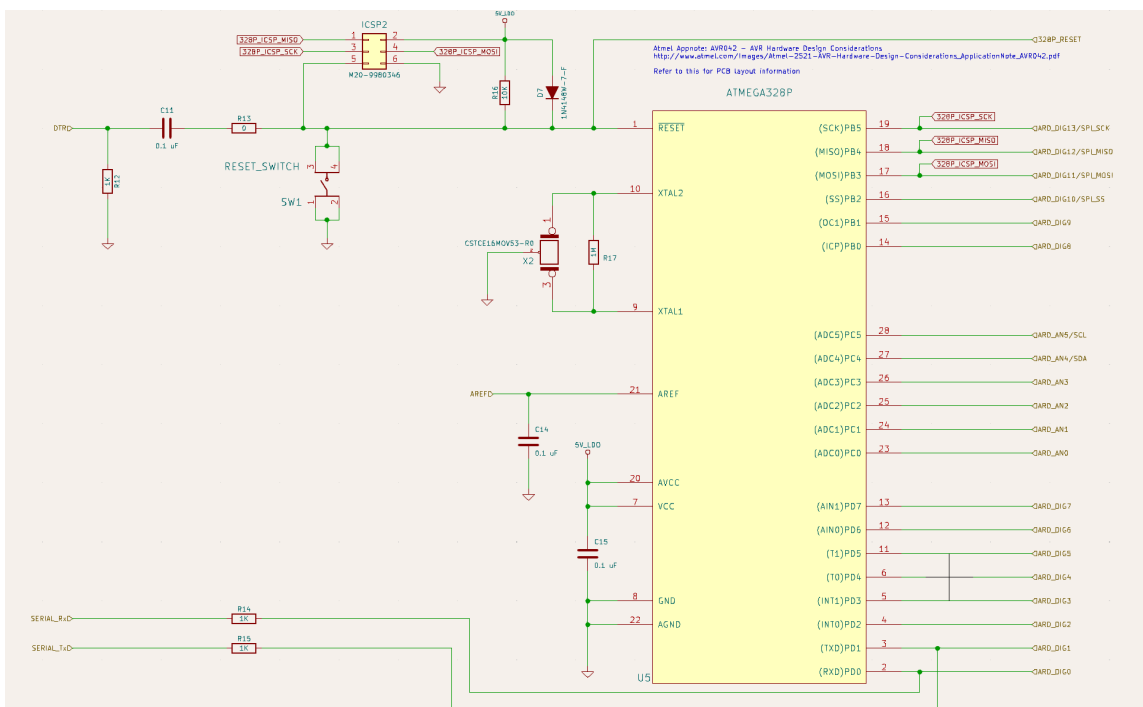 5V_LDO
ICSP2
328P_ICSP_MISO 1 2
328P_ICSP_SCK 3 4 328P_ICSP_MOSI
5 6
M20-9980346
328P_RESET
Atmel Appnote: AVR042 - AVR Hardware Design Considerations
http://www.atmel.com/Images/Atmel-2521-AVR-Hardware-Design-Considerations_ApplicationNote_AVR042.pdf
Refer to this for PCB layout information
R16 10K
D7 1N4148W-7-F
ATMEGA328P
DTR
C11
0.1 uF
R13
0
1K R12
RESET_SWITCH 3 4
SW1 1 2
1 RESET
10 XTAL2
1
CSTCE16M0V53-R0
X2
2
3
1M R17
9 XTAL1
AREF
21 AREF
C14
0.1 uF
5V_LDO
20 AVCC
7 VCC
C15
0.1 uF
8 GND
22 AGND
U5
SERIAL_Rx
R14
1K
SERIAL_Tx
R15
1K
328P_ICSP_SCK
(SCK)PB5 19 ARD_DIG13/SPI_SCK
328P_ICSP_MISO
(MISO)PB4 18 ARD_DIG12/SPI_MISO
328P_ICSP_MOSI
(MOSI)PB3 17 ARD_DIG11/SPI_MOSI
(SS)PB2 16 ARD_DIG10/SPI_SS
(OC1)PB1 15 ARD_DIG9
(ICP)PB0 14 ARD_DIG8
(ADC5)PC5 28 ARD_AN5/SCL
(ADC4)PC4 27 ARD_AN4/SDA
(ADC3)PC3 26 ARD_AN3
(ADC2)PC2 25 ARD_AN2
(ADC1)PC1 24 ARD_AN1
(ADC0)PC0 23 ARD_AN0
(AIN1)PD7 13 ARD_DIG7
(AIN0)PD6 12 ARD_DIG6
(T1)PD5 11 ARD_DIG5
(T0)PD4 6 ARD_DIG4
(INT1)PD3 5 ARD_DIG3
(INT0)PD2 4 ARD_DIG2
(TXD)PD1 3 ARD_DIG1
(RXD)PD0 2 ARD_DIG0